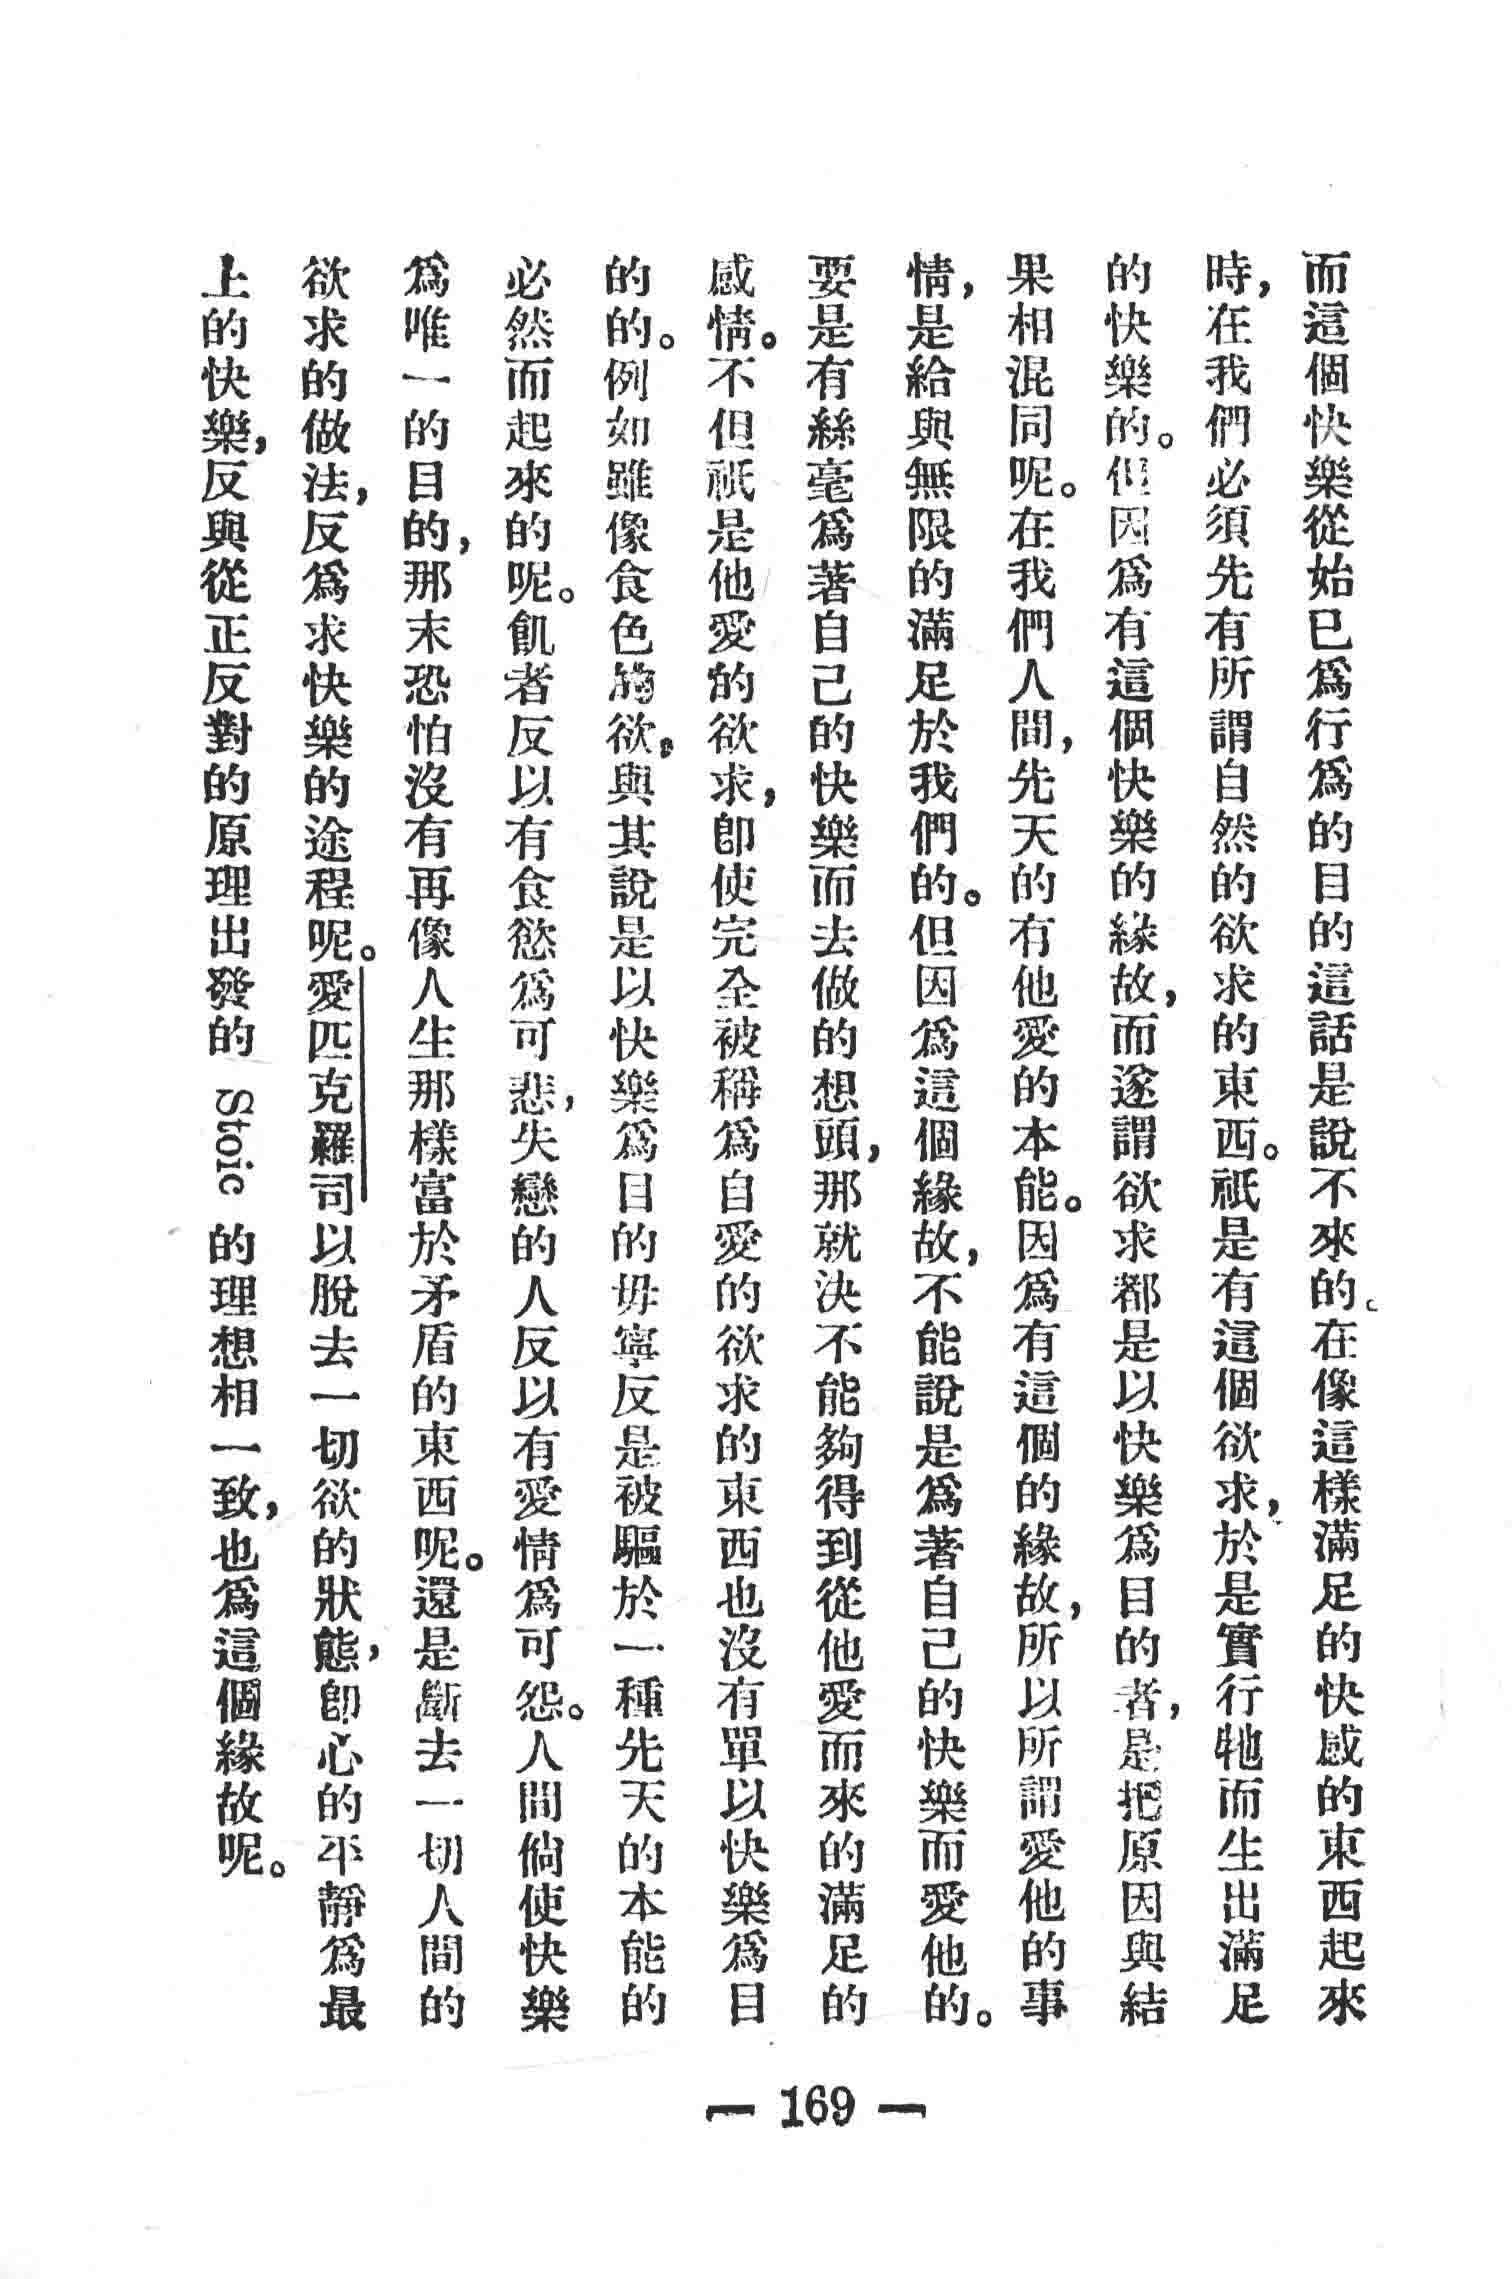 而這個快樂從始已爲行爲的目的這話是說不來的。在像這樣滿足的快感的東西起來
時，在我們必須先有所謂自然的欲求的東西。祇是有這個欲求，於是實行牠而生出滿足
的快樂的。但因爲有這個快樂的緣故，而遂謂欲求都是以快樂爲目的者，是把原因與結
果相混同呢。在我們人間，先天的有他愛的本能。因爲有這個的緣故，所以所謂愛他的事
情，是給與無限的滿足於我們的。但因爲這個緣故，不能說是爲著自己的快樂而愛他的。
要是有絲毫爲著自己的快樂而去做的想頭，那就決不能夠得到從他愛而來的滿足的
感情。不但祇是他愛的欲求，卽使完全被稱爲自愛的欲求的東西也沒有單以快樂爲目
的的。例如雖像食色的欲，與其說是以快樂爲目的毋寧反是被驅於一種先天的本能的
必然而起來的呢。飢者反以有食慾爲可悲，失戀的人反以有愛情爲可怨。人間倘使快樂
爲唯一的目的，那末恐怕沒有再像人生那樣富於矛盾的東西呢。還是斷去一切人間的
欲求的做法，反爲求快樂的途程呢。愛匹克羅司以脫去一切欲的狀態，卽心的平靜爲最
上的快樂，反與從正反對的原理出發的 Stoic 的理想相一致，也爲這個緣故呢。
— 169 —